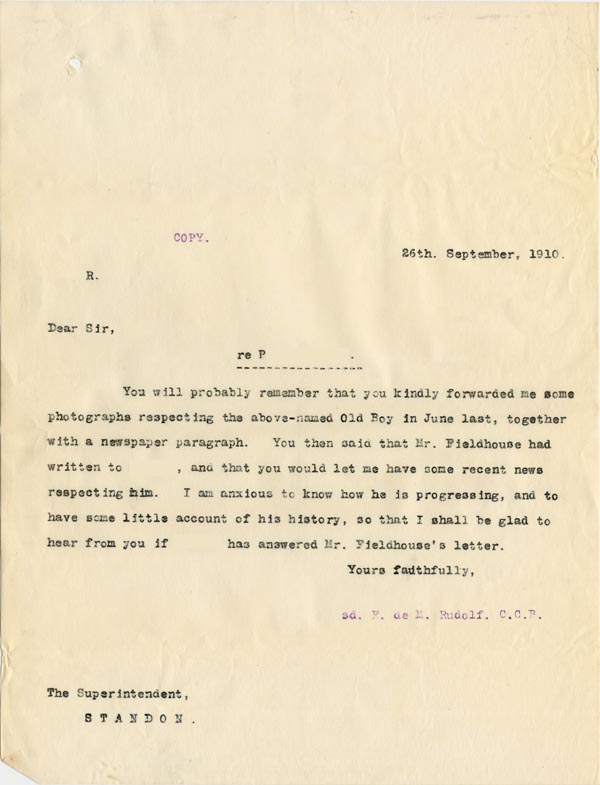 COPY.
26th. September, 1910.
R.
Dear Sir,
re P .
You will probably remember that you kindly forwarded me some
photographs respecting the above-named Old Boy in June last, together
with a newspaper paragraph. You then said that Mr. Fieldhouse had
written to , and that you would let me have some recent news
respecting him. I am anxious to know how he is progressing, and to
have some little account of his history, so that I shall be glad to
hear from you if has answered Mr. Fieldhouse's letter.
Yours faithfully,
sd. E. de M. Rudolf. C.C.B.
The Superintendent,
STANDON.